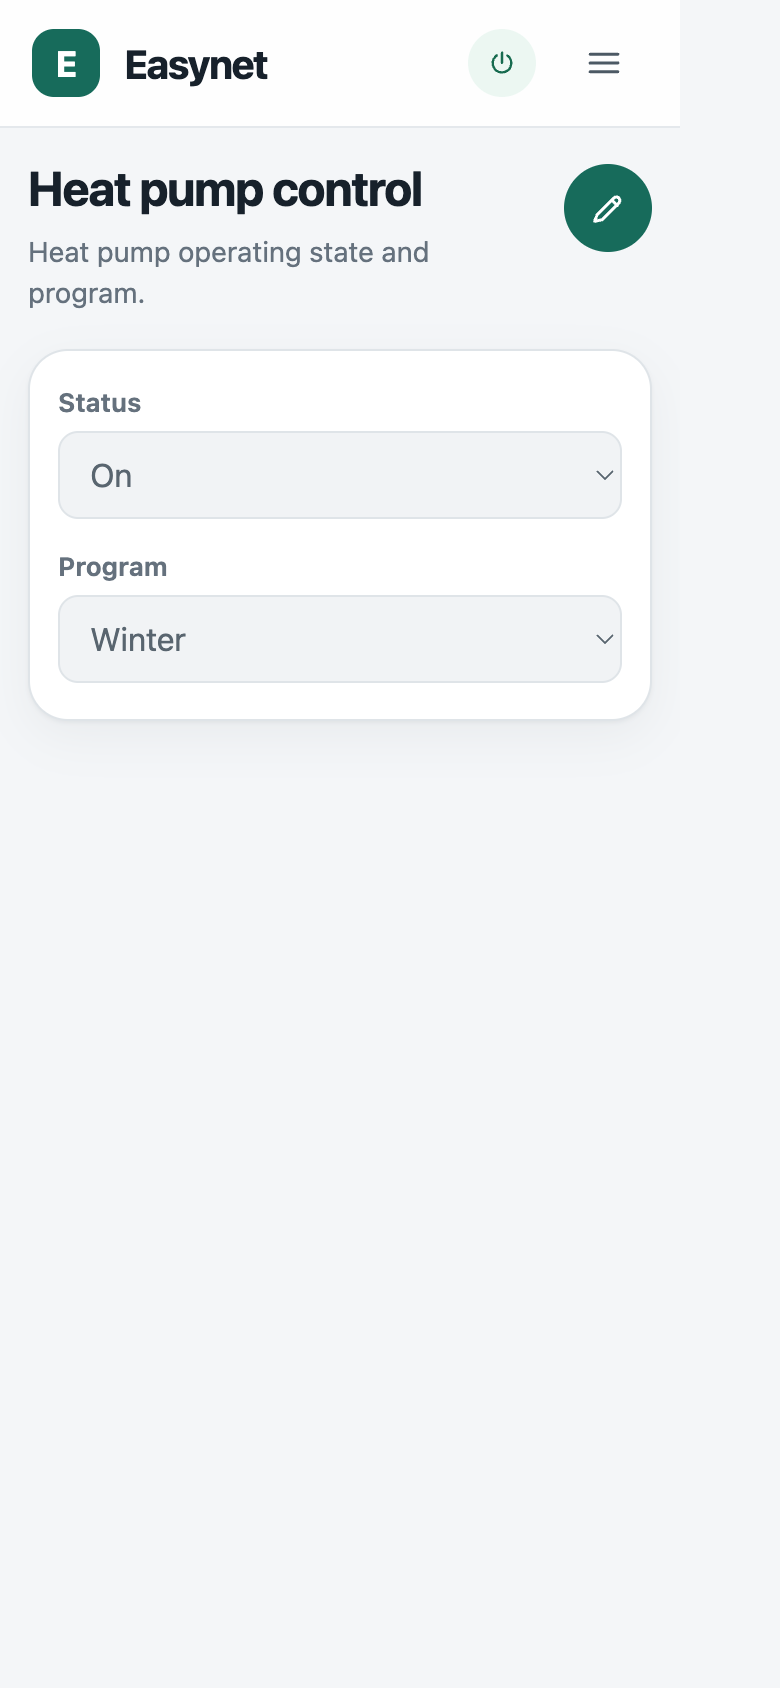 E
Easynet
Heat pump control
Heat pump operating state and
program.
Status
On
Program
Winter